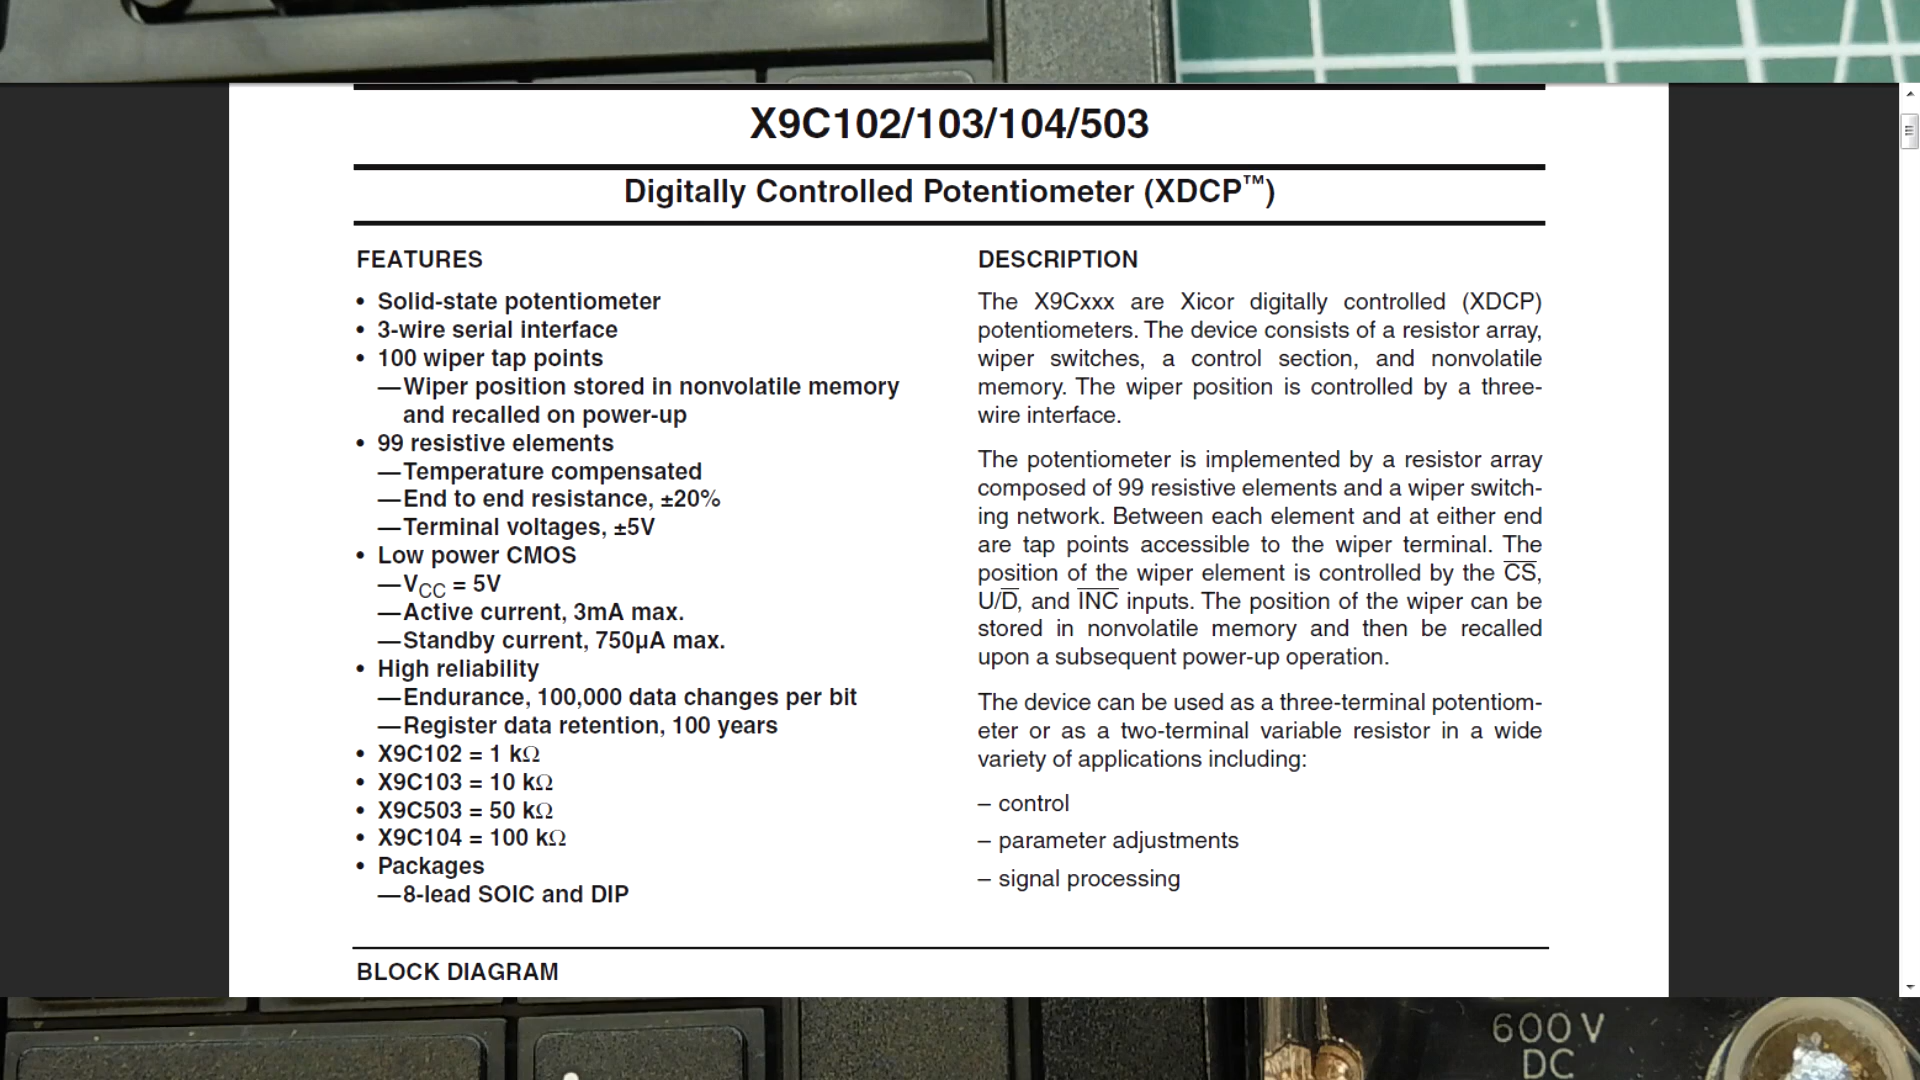 X9C102/103/104/503
Digitally Controlled Potentiometer (XDCP™)
FEATURES
• Solid-state potentiometer
• 3-wire serial interface
• 100 wiper tap points
—Wiper position stored in nonvolatile memory
and recalled on power-up
• 99 resistive elements
—Temperature compensated
—End to end resistance, ±20%
—Terminal voltages, ±5V
• Low power CMOS
—VCC = 5V
—Active current, 3mA max.
—Standby current, 750μA max.
• High reliability
—Endurance, 100,000 data changes per bit
—Register data retention, 100 years
• X9C102 = 1 kΩ
• X9C103 = 10 kΩ
• X9C503 = 50 kΩ
• X9C104 = 100 kΩ
• Packages
—8-lead SOIC and DIP
DESCRIPTION
The X9Cxxx are Xicor digitally controlled (XDCP)
potentiometers. The device consists of a resistor array,
wiper switches, a control section, and nonvolatile
memory. The wiper position is controlled by a three-
wire interface.
The potentiometer is implemented by a resistor array
composed of 99 resistive elements and a wiper switch-
ing network. Between each element and at either end
are tap points accessible to the wiper terminal. The
position of the wiper element is controlled by the C̅S̅,
U/D̅, and I̅N̅C̅ inputs. The position of the wiper can be
stored in nonvolatile memory and then be recalled
upon a subsequent power-up operation.
The device can be used as a three-terminal potentiom-
eter or as a two-terminal variable resistor in a wide
variety of applications including:
– control
– parameter adjustments
– signal processing
BLOCK DIAGRAM
600V
DC